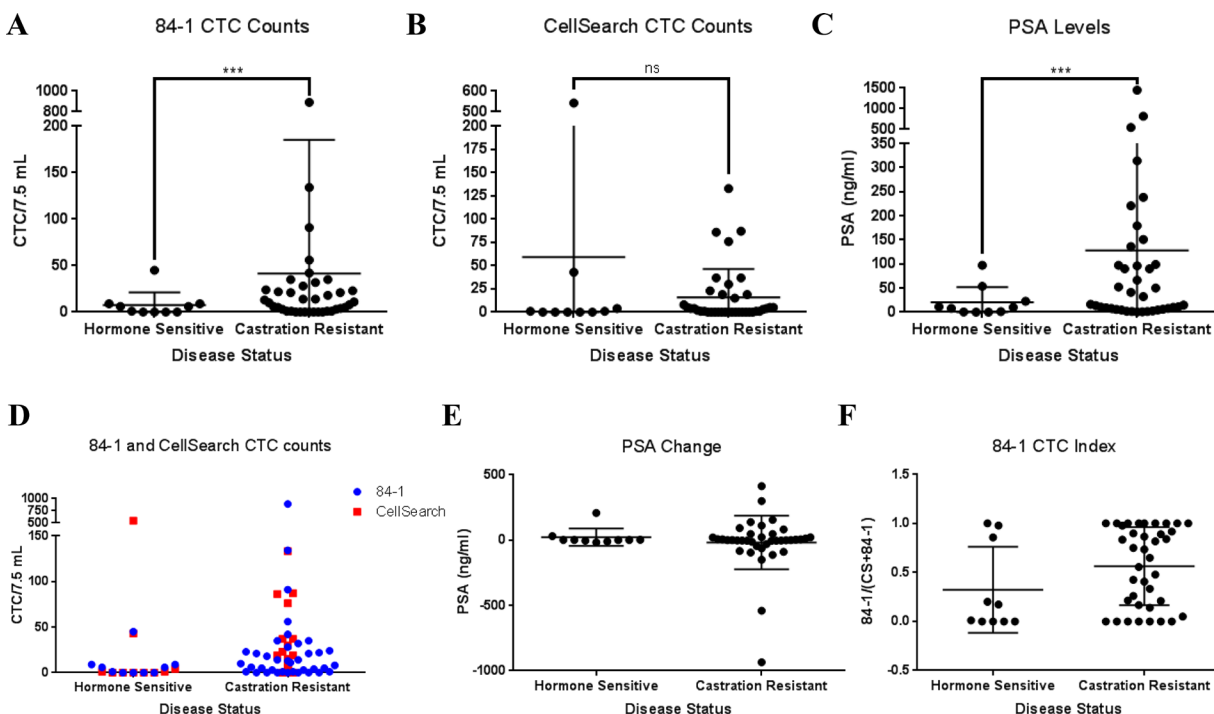 A
84-1 CTC Counts
***
1000
800
200
150
100
50
0
CTC/7.5 mL
Hormone Sensitive
Castration Resistant
Disease Status
B
CellSearch CTC Counts
ns
600
500
200
175
150
125
100
75
50
25
0
CTC/7.5 mL
Hormone Sensitive
Castration Resistant
Disease Status
C
PSA Levels
***
1500
1000
500
350
300
250
200
150
100
50
0
PSA (ng/ml)
Hormone Sensitive
Castration Resistant
Disease Status
D
84-1 and CellSearch CTC counts
84-1
CellSearch
1000
750
500
150
100
50
0
CTC/7.5 mL
Hormone Sensitive
Castration Resistant
Disease Status
E
PSA Change
500
0
-500
-1000
PSA (ng/ml)
Hormone Sensitive
Castration Resistant
Disease Status
F
84-1 CTC Index
1.5
1.0
0.5
0.0
-0.5
84-1/(CS+84-1)
Hormone Sensitive
Castration Resistant
Disease Status